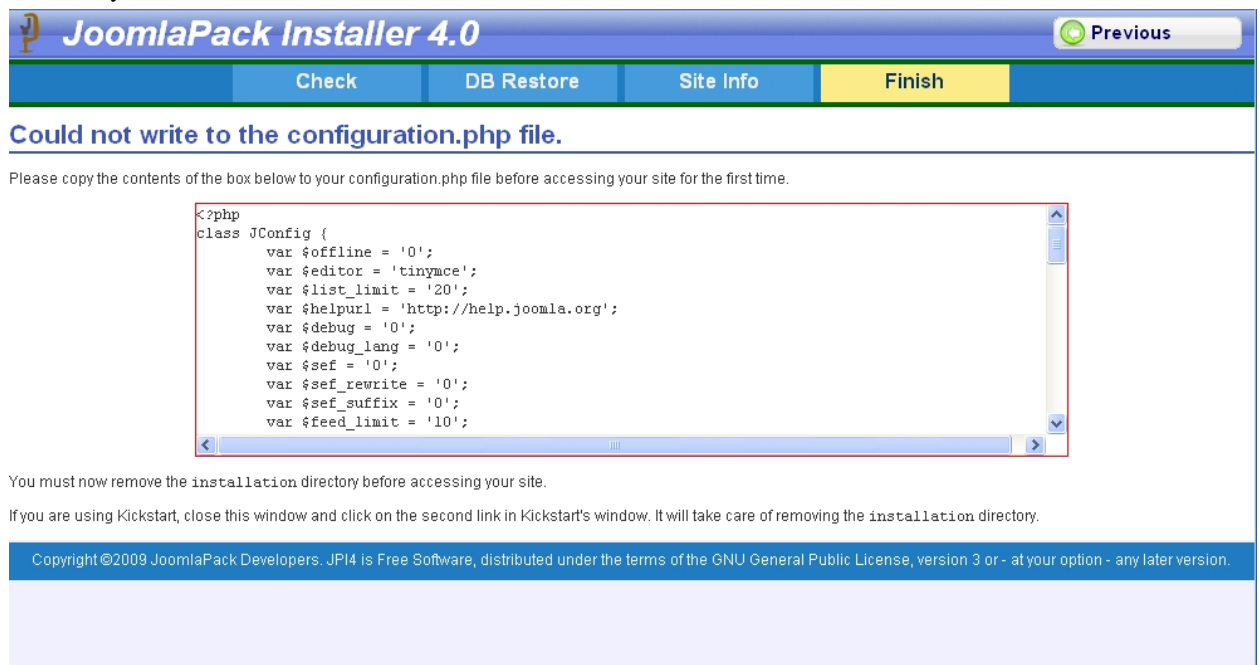 JoomlaPack Installer 4.0
Previous
Check DB Restore Site Info Finish
Could not write to the configuration.php file.
Please copy the contents of the box below to your configuration.php file before accessing your site for the first time.
<?php
class JConfig {
var $offline = '0';
var $editor = 'tinymce';
var $list_limit = '20';
var $helpurl = 'http://help.joomla.org';
var $debug = '0';
var $debug_lang = '0';
var $sef = '0';
var $sef_rewrite = '0';
var $sef_suffix = '0';
var $feed_limit = '10';
You must now remove the installation directory before accessing your site.
If you are using Kickstart, close this window and click on the second link in Kickstart's window. It will take care of removing the installation directory.
Copyright ©2009 JoomlaPack Developers. JPI4 is Free Software, distributed under the terms of the GNU General Public License, version 3 or - at your option - any later version.